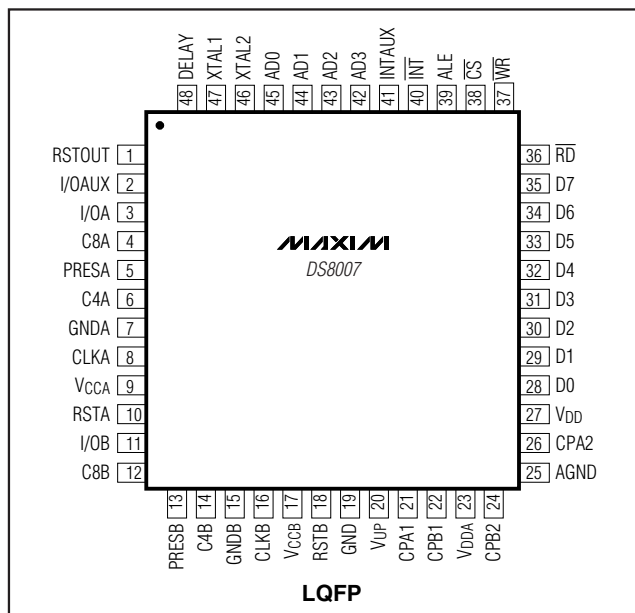 48 DELAY
47 XTAL1
46 XTAL2
45 AD0
44 AD1
43 AD2
42 AD3
41 INTAUX
40 I̅N̅T̅
39 ALE
38 C̅S̅
37 W̅R̅
RSTOUT 1
I/OAUX 2
I/OA 3
C8A 4
PRESA 5
C4A 6
GNDA 7
CLKA 8
VCCA 9
RSTA 10
I/OB 11
C8B 12
MAXIM
DS8007
36 R̅D̅
35 D7
34 D6
33 D5
32 D4
31 D3
30 D2
29 D1
28 D0
27 VDD
26 CPA2
25 AGND
PRESB 13
C4B 14
GNDB 15
CLKB 16
VCCB 17
RSTB 18
GND 19
VUP 20
CPA1 21
CPB1 22
VDDA 23
CPB2 24
LQFP